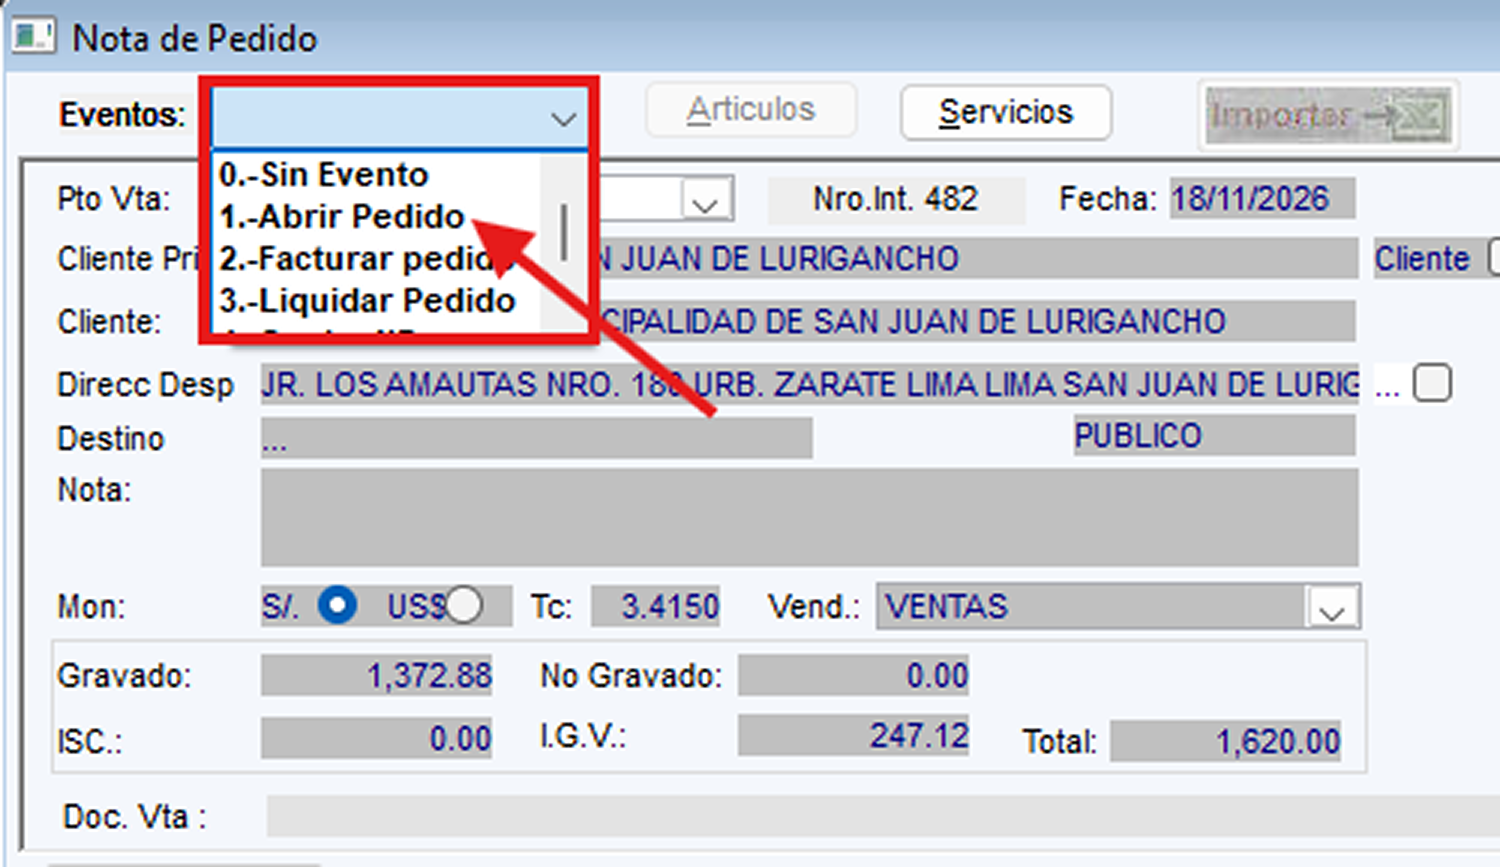 Nota de Pedido
Eventos:
Articulos
Servicios
Importar
0.-Sin Evento
1.-Abrir Pedido
2.-Facturar pedido
3.-Liquidar Pedido
Pto Vta:
Nro.Int. 482
Fecha: 18/11/2026
Cliente Pri
N JUAN DE LURIGANCHO
Cliente
Cliente:
CIPALIDAD DE SAN JUAN DE LURIGANCHO
Direcc Desp JR. LOS AMAUTAS NRO. 180 URB. ZARATE LIMA LIMA SAN JUAN DE LURIG ...
Destino ... PUBLICO
Nota:
Mon: S/. US$ Tc: 3.4150 Vend.: VENTAS
Gravado: 1,372.88 No Gravado: 0.00
ISC.: 0.00 I.G.V.: 247.12 Total: 1,620.00
Doc. Vta :